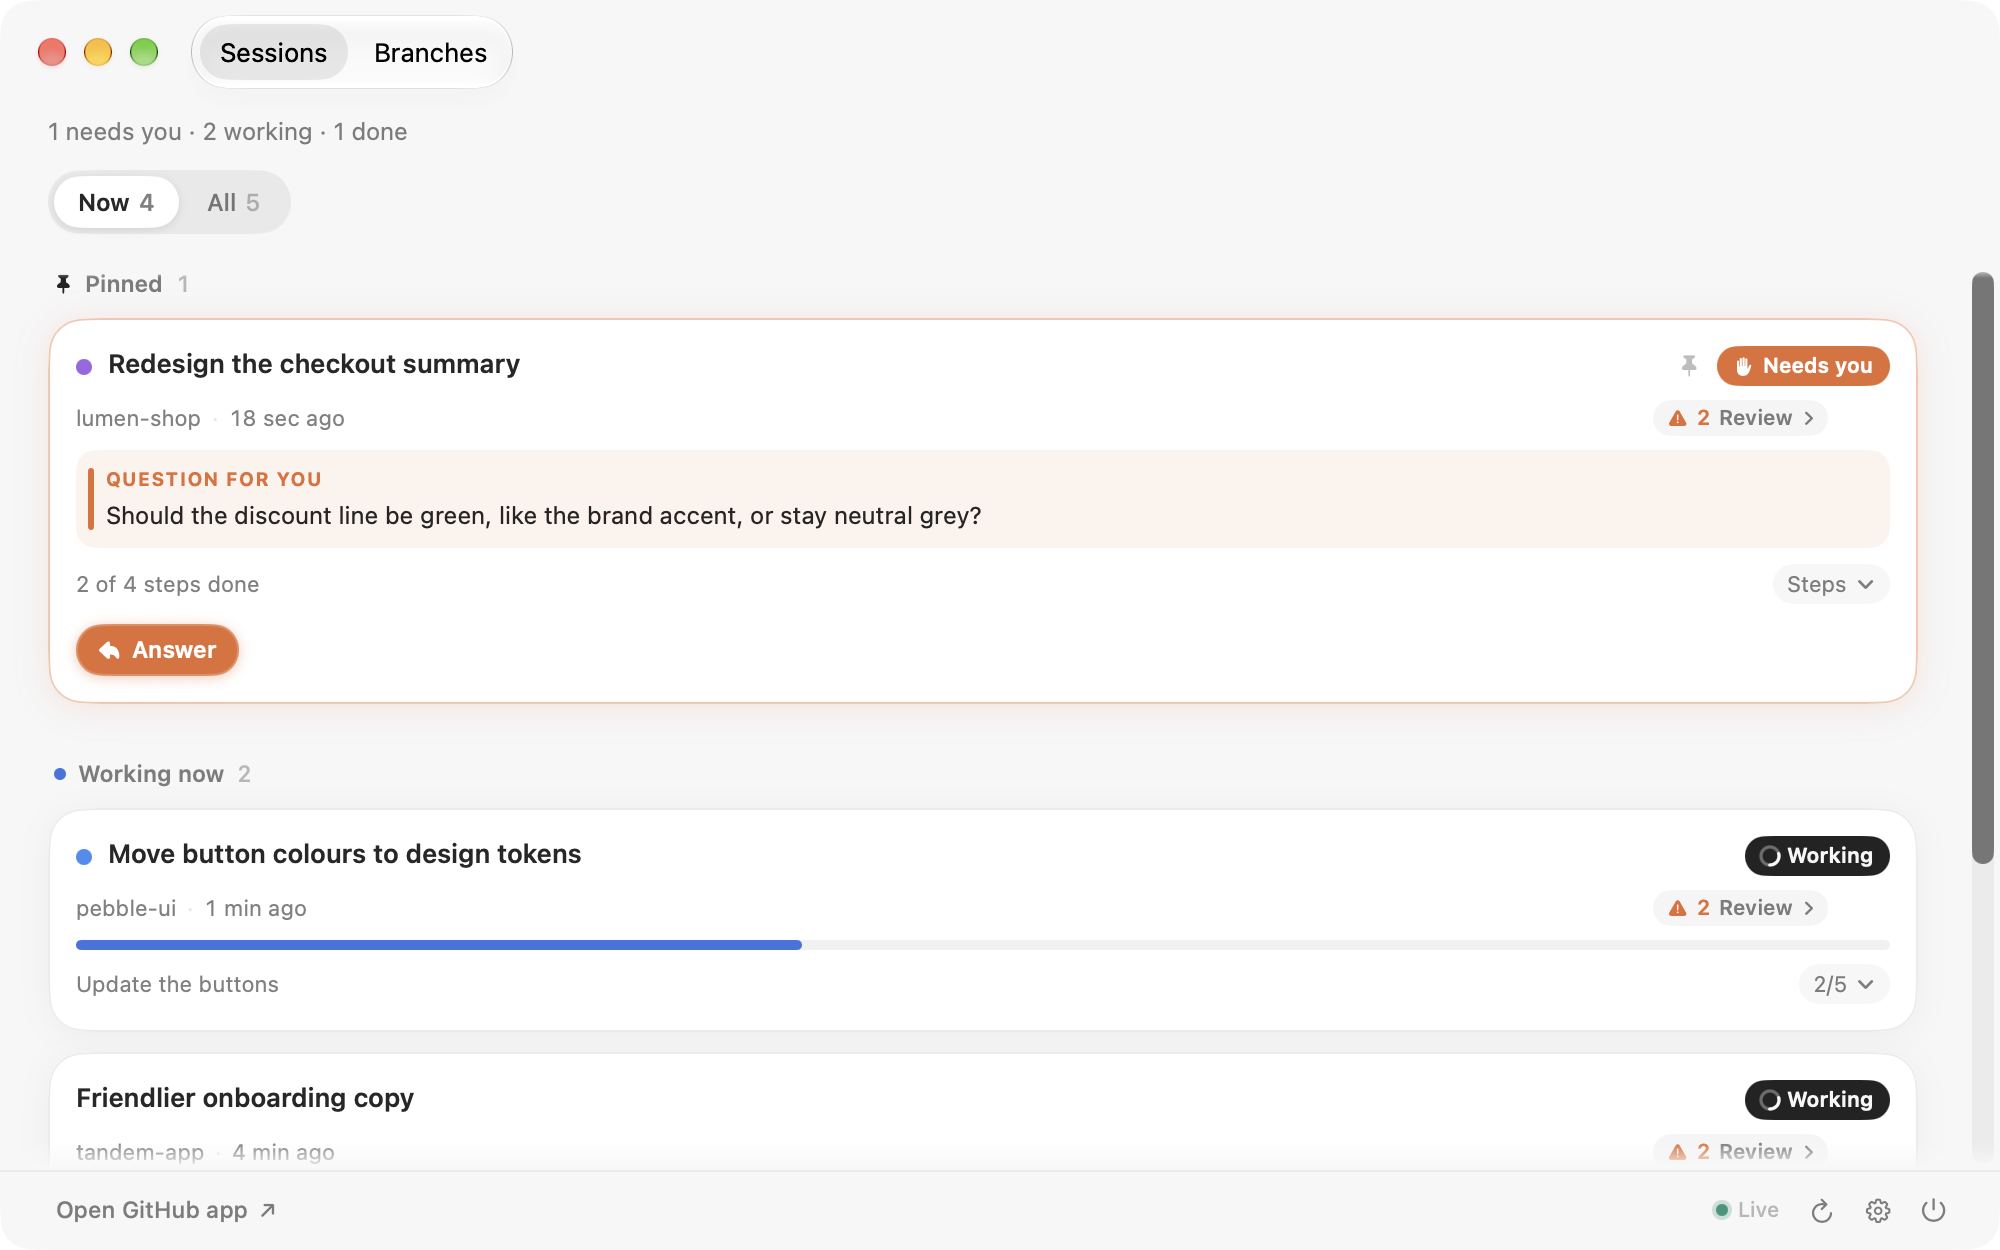 Sessions Branches
1 needs you · 2 working · 1 done
Now 4 All 5
Pinned 1
Redesign the checkout summary
Needs you
lumen-shop · 18 sec ago
2 Review
QUESTION FOR YOU
Should the discount line be green, like the brand accent, or stay neutral grey?
2 of 4 steps done
Steps
Answer
Working now 2
Move button colours to design tokens
Working
pebble-ui · 1 min ago
2 Review
Update the buttons
2/5
Friendlier onboarding copy
Working
tandem-app · 4 min ago
2 Review
Open GitHub app ↗
Live